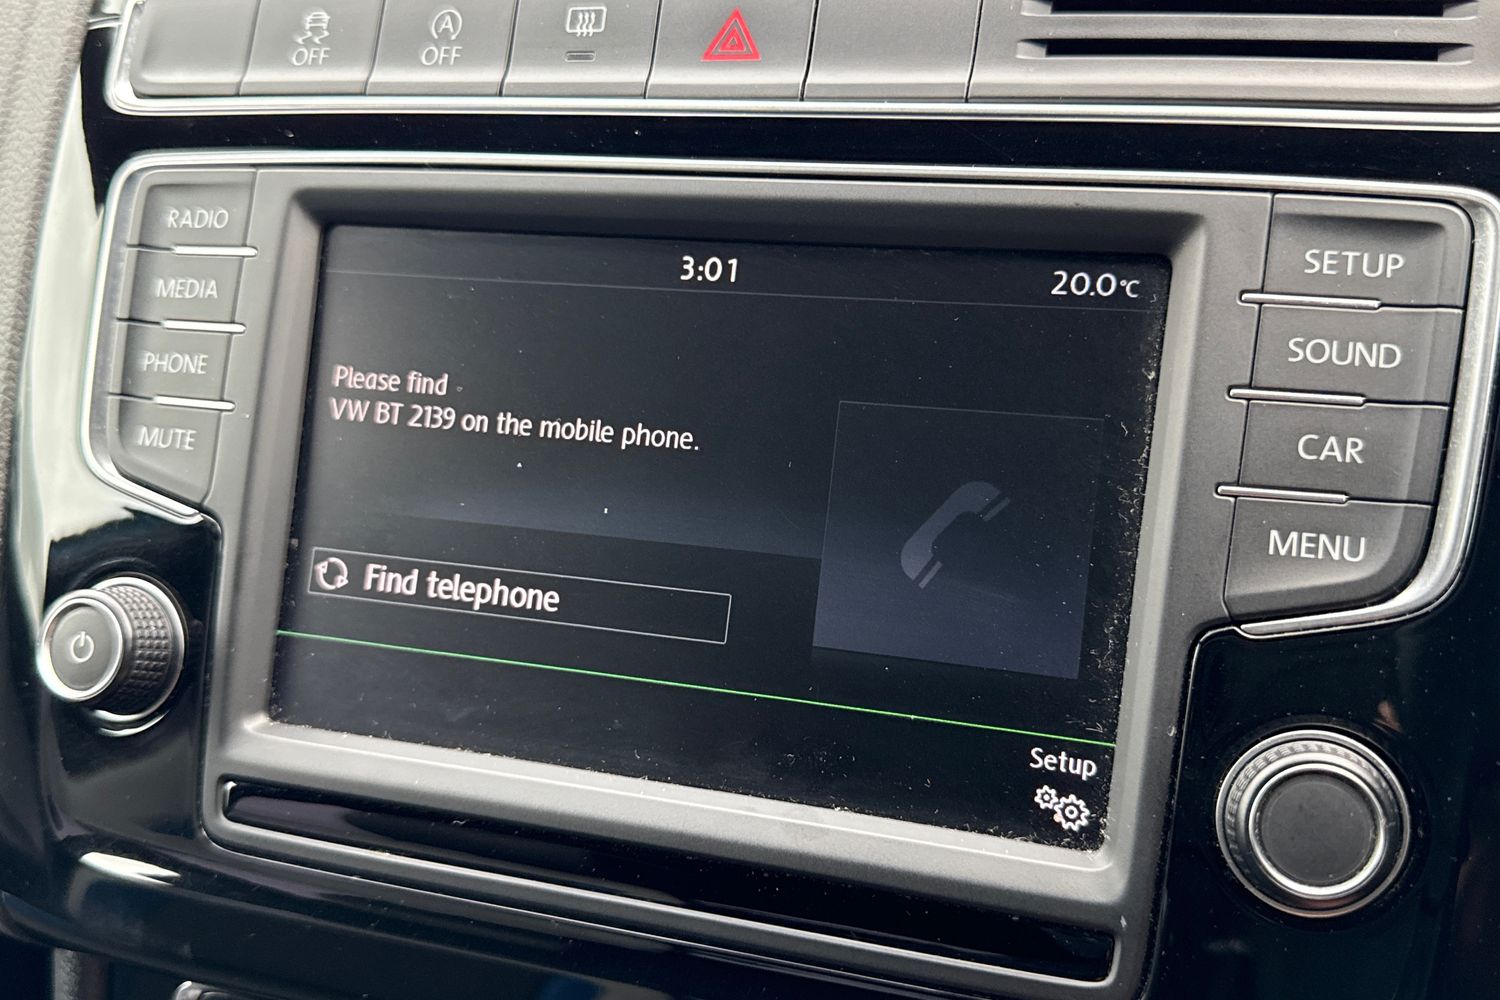 OFF
A
OFF
RADIO
MEDIA
PHONE
MUTE
3:01
20.0°C
Please find
VW BT 2139 on the mobile phone.
Find telephone
Setup
SETUP
SOUND
CAR
MENU